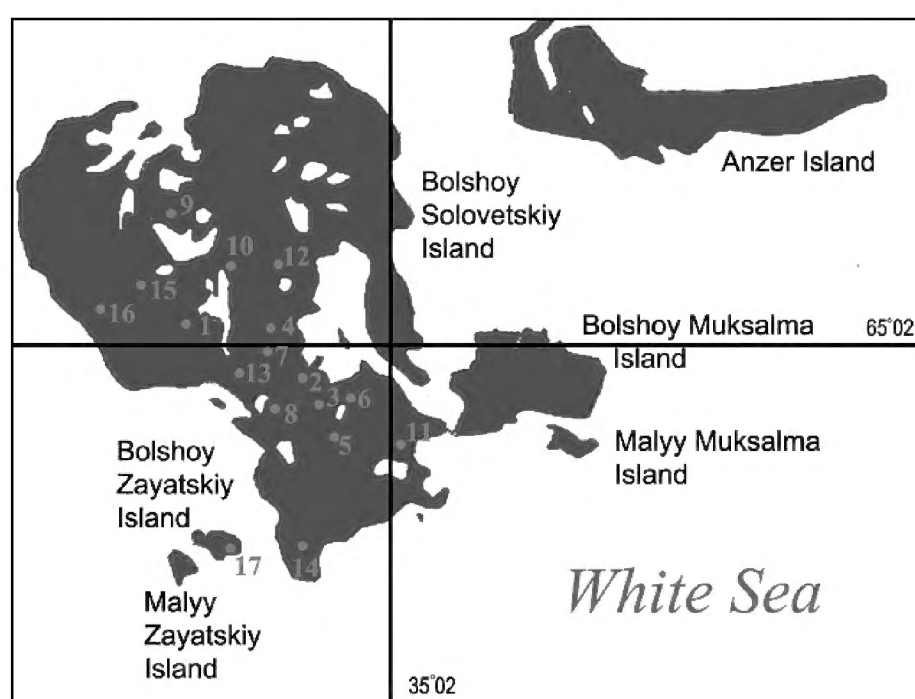 Anzer Island
Bolshoy
Solovetskiy
Island
9
10
12
15
16
1
4
Bolshoy Muksalma
Island
65°02
7
13
2
3
6
8
5
11
Malyy Muksalma
Island
Bolshoy
Zayatskiy
Island
17
14
White Sea
Malyy
Zayatskiy
Island
35°02